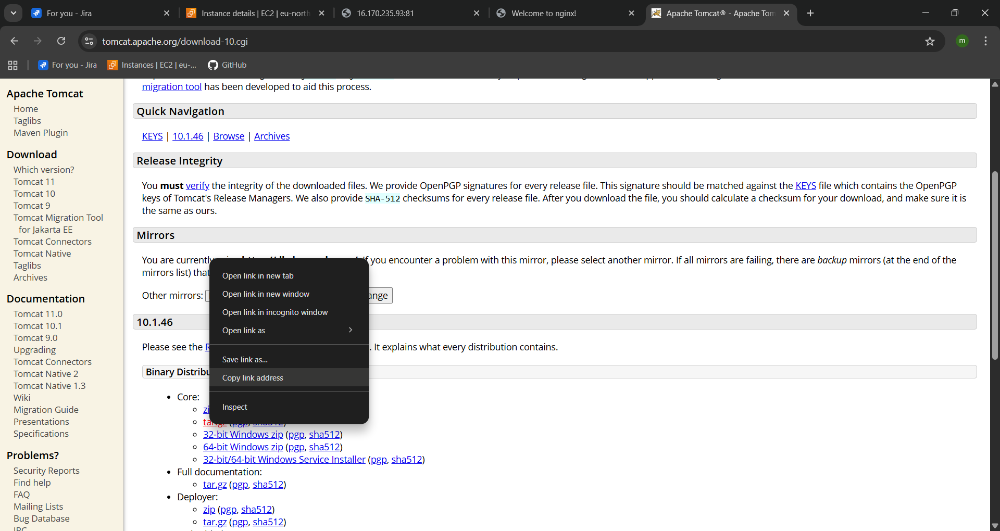 For you - Jira
Instance details | EC2 | eu-north
16.170.235.93:81
Welcome to nginx!
Apache Tomcat® - Apache Tom
tomcat.apache.org/download-10.cgi
m
For you - Jira
Instances | EC2 | eu-...
GitHub
Apache Tomcat
Home
Taglibs
Maven Plugin
Download
Which version?
Tomcat 11
Tomcat 10
Tomcat 9
Tomcat Migration Tool
for Jakarta EE
Tomcat Connectors
Tomcat Native
Taglibs
Archives
Documentation
Tomcat 11.0
Tomcat 10.1
Tomcat 9.0
Upgrading
Tomcat Connectors
Tomcat Native 2
Tomcat Native 1.3
Wiki
Migration Guide
Presentations
Specifications
Problems?
Security Reports
Find help
FAQ
Mailing Lists
Bug Database
IRC
migration tool has been developed to aid this process.
Quick Navigation
KEYS | 10.1.46 | Browse | Archives
Release Integrity
You must verify the integrity of the downloaded files. We provide OpenPGP signatures for every release file. This signature should be matched against the KEYS file which contains the OpenPGP
keys of Tomcat's Release Managers. We also provide SHA-512 checksums for every release file. After you download the file, you should calculate a checksum for your download, and make sure it is
the same as ours.
Mirrors
You are currently If you encounter a problem with this mirror, please select another mirror. If all mirrors are failing, there are backup mirrors (at the end of the
mirrors list) that
Other mirrors: ange
10.1.46
Please see the R . It explains what every distribution contains.
Binary Distribu
Core:
zi
tar.gz (pgp, sha512)
32-bit Windows zip (pgp, sha512)
64-bit Windows zip (pgp, sha512)
32-bit/64-bit Windows Service Installer (pgp, sha512)
Full documentation:
tar.gz (pgp, sha512)
Deployer:
zip (pgp, sha512)
tar.gz (pgp, sha512)
Open link in new tab
Open link in new window
Open link in incognito window
Open link as
Save link as...
Copy link address
Inspect